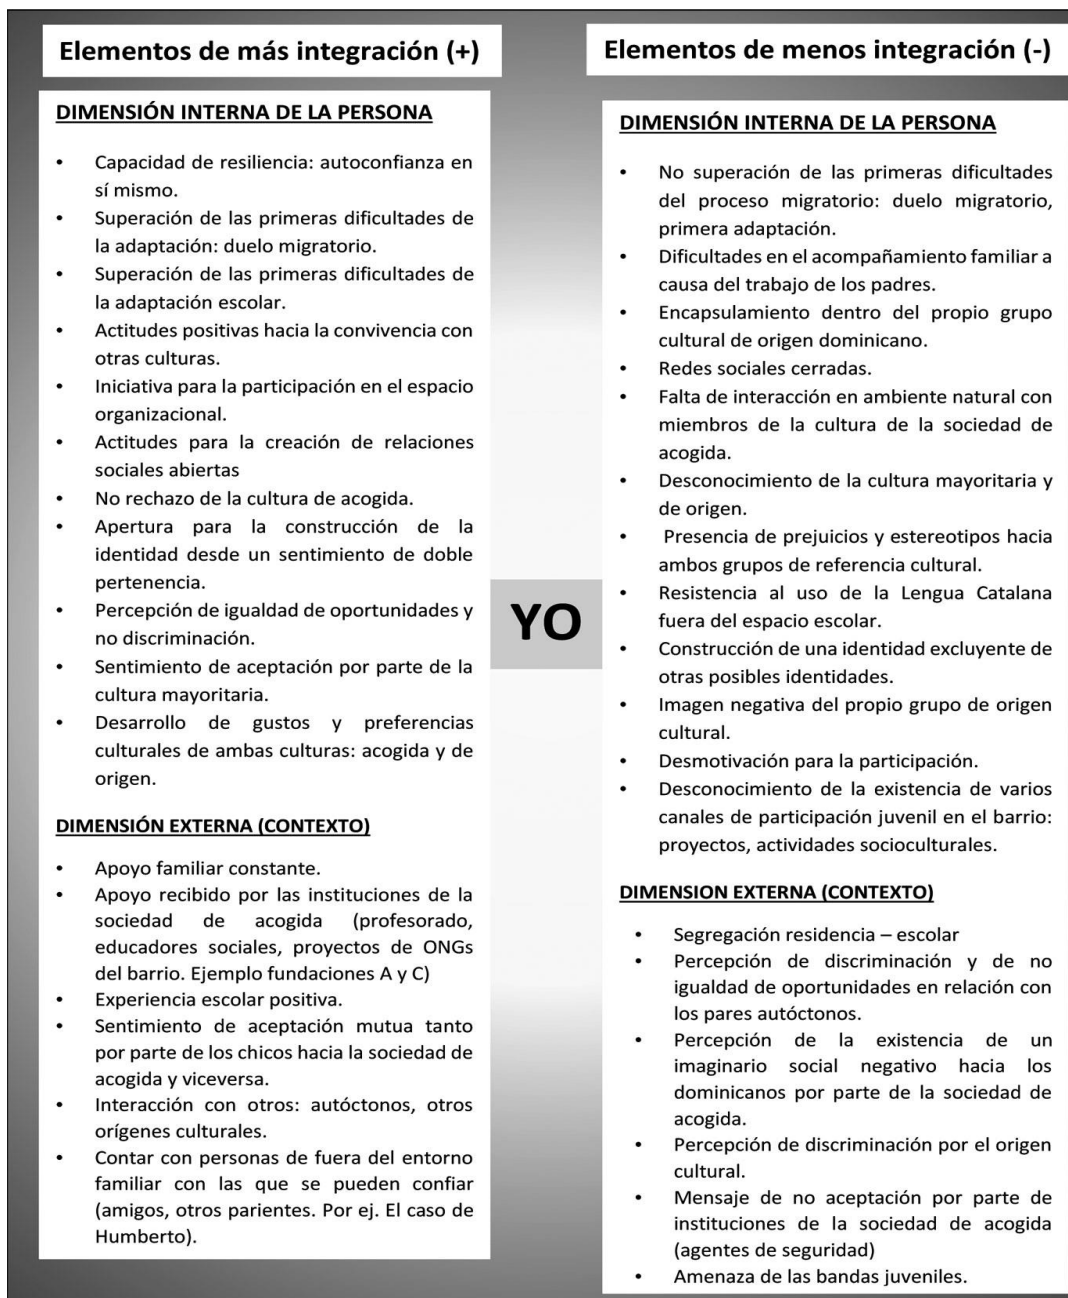 Elementos de más integración (+)
DIMENSIÓN INTERNA DE LA PERSONA
• Capacidad de resiliencia: autoconfianza en
sí mismo.
• Superación de las primeras dificultades de
la adaptación: duelo migratorio.
• Superación de las primeras dificultades de
la adaptación escolar.
• Actitudes positivas hacia la convivencia con
otras culturas.
• Iniciativa para la participación en el espacio
organizacional.
• Actitudes para la creación de relaciones
sociales abiertas
• No rechazo de la cultura de acogida.
• Apertura para la construcción de la
identidad desde un sentimiento de doble
pertenencia.
• Percepción de igualdad de oportunidades y
no discriminación.
• Sentimiento de aceptación por parte de la
cultura mayoritaria.
• Desarrollo de gustos y preferencias
culturales de ambas culturas: acogida y de
origen.
DIMENSIÓN EXTERNA (CONTEXTO)
• Apoyo familiar constante.
• Apoyo recibido por las instituciones de la
sociedad de acogida (profesorado,
educadores sociales, proyectos de ONGs
del barrio. Ejemplo fundaciones A y C)
• Experiencia escolar positiva.
• Sentimiento de aceptación mutua tanto
por parte de los chicos hacia la sociedad de
acogida y viceversa.
• Interacción con otros: autóctonos, otros
orígenes culturales.
• Contar con personas de fuera del entorno
familiar con las que se pueden confiar
(amigos, otros parientes. Por ej. El caso de
Humberto).
YO
Elementos de menos integración (-)
DIMENSIÓN INTERNA DE LA PERSONA
• No superación de las primeras dificultades
del proceso migratorio: duelo migratorio,
primera adaptación.
• Dificultades en el acompañamiento familiar a
causa del trabajo de los padres.
• Encapsulamiento dentro del propio grupo
cultural de origen dominicano.
• Redes sociales cerradas.
• Falta de interacción en ambiente natural con
miembros de la cultura de la sociedad de
acogida.
• Desconocimiento de la cultura mayoritaria y
de origen.
• Presencia de prejuicios y estereotipos hacia
ambos grupos de referencia cultural.
• Resistencia al uso de la Lengua Catalana
fuera del espacio escolar.
• Construcción de una identidad excluyente de
otras posibles identidades.
• Imagen negativa del propio grupo de origen
cultural.
• Desmotivación para la participación.
• Desconocimiento de la existencia de varios
canales de participación juvenil en el barrio:
proyectos, actividades socioculturales.
DIMENSION EXTERNA (CONTEXTO)
• Segregación residencia – escolar
• Percepción de discriminación y de no
igualdad de oportunidades en relación con
los pares autóctonos.
• Percepción de la existencia de un
imaginario social negativo hacia los
dominicanos por parte de la sociedad de
acogida.
• Percepción de discriminación por el origen
cultural.
• Mensaje de no aceptación por parte de
instituciones de la sociedad de acogida
(agentes de seguridad)
• Amenaza de las bandas juveniles.